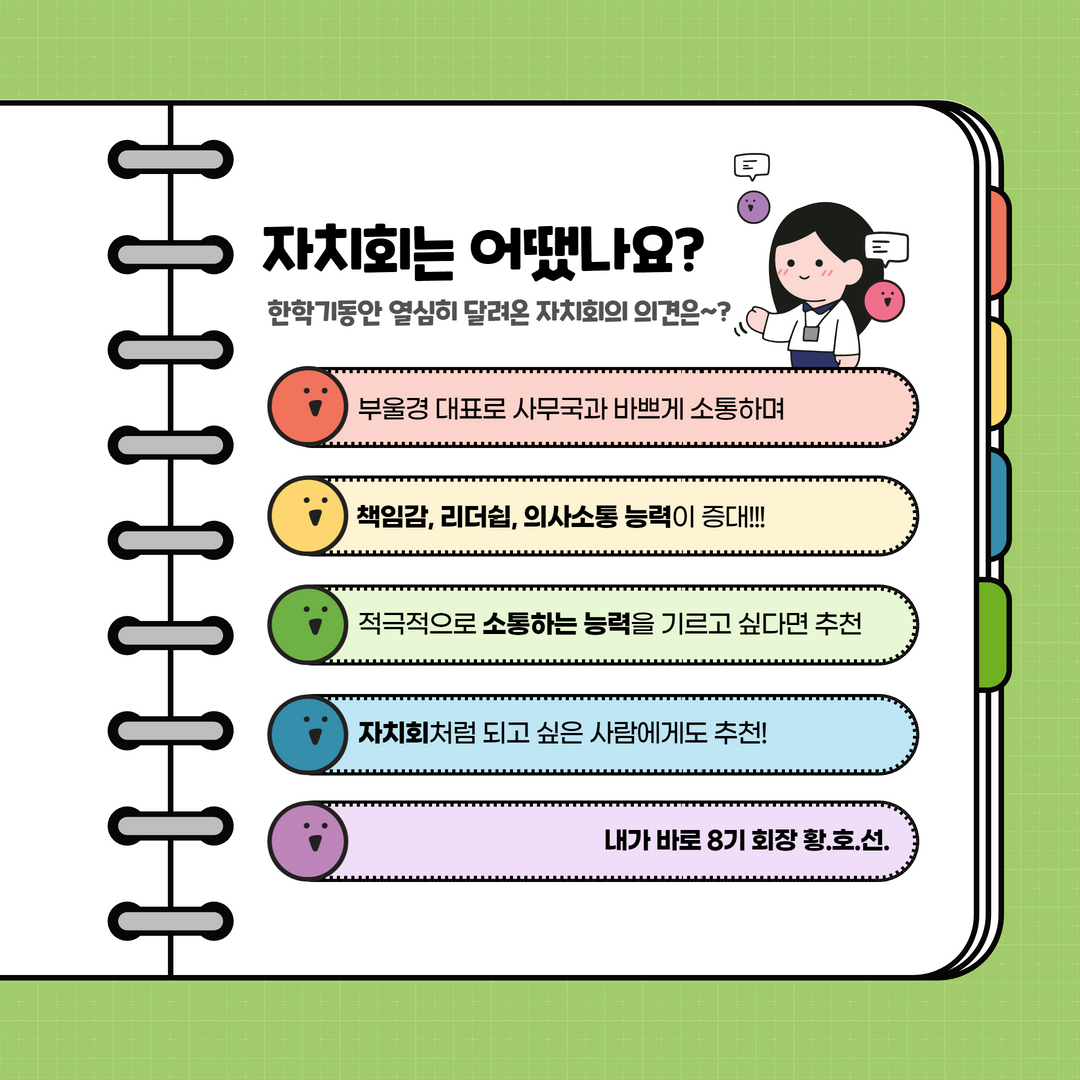 자치회는 어땠나요?
한학기동안 열심히 달려온 자치회의 의견은~?
부울경 대표로 사무국과 바쁘게 소통하며
책임감, 리더쉽, 의사소통 능력이 증대!!!
적극적으로 소통하는 능력을 기르고 싶다면 추천
자치회처럼 되고 싶은 사람에게도 추천!
내가 바로 8기 회장 황.호.선.